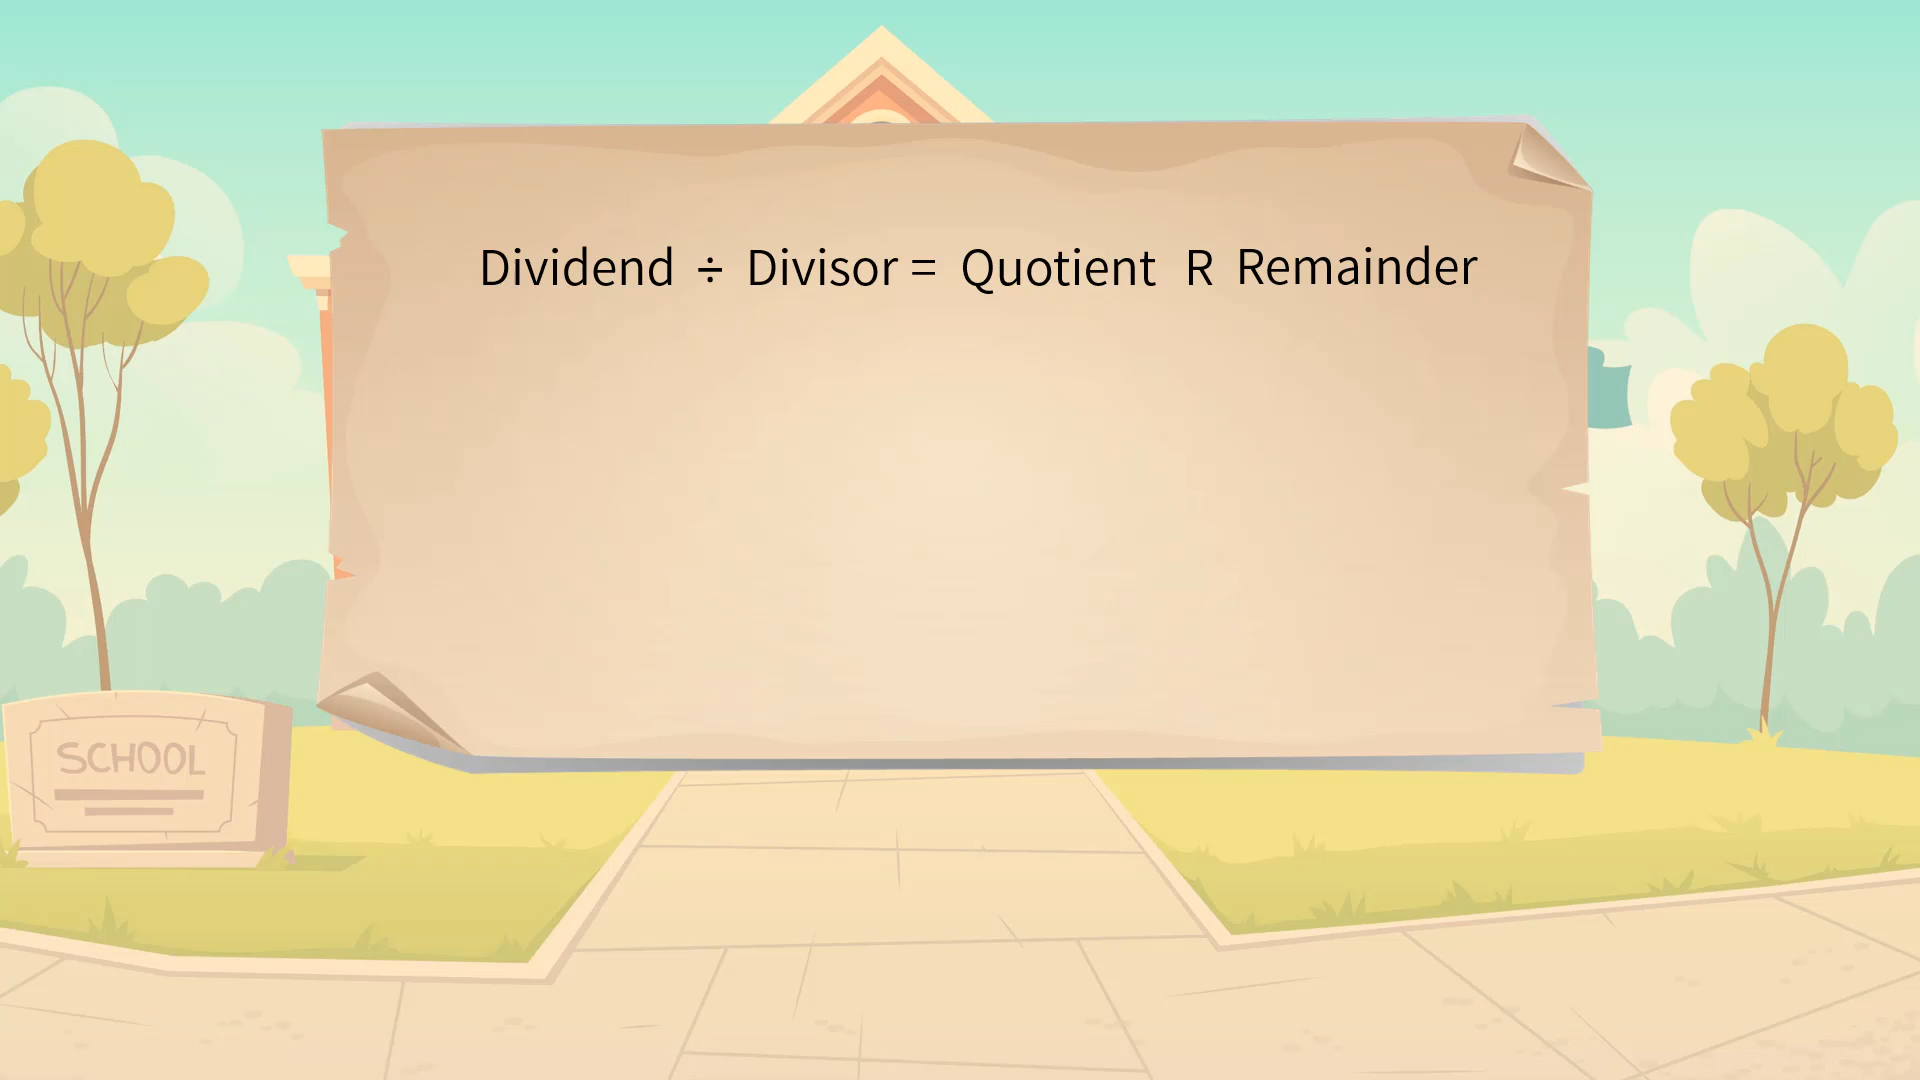 Dividend ÷ Divisor = Quotient R Remainder
SCHOOL